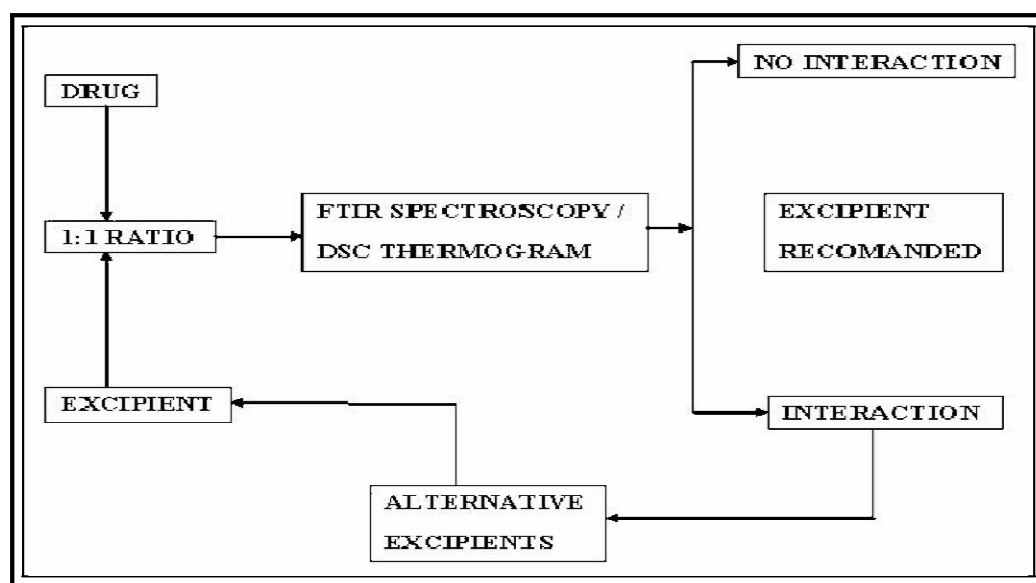 NO INTERACTION
DRUG
FTIR SPECTROSCOPY /
DSC THERMOGRAM
EXCIPIENT
RECOMANDED
1:1 RATIO
EXCIPIENT
INTERACTION
ALTERNATIVE
EXCIPIENTS